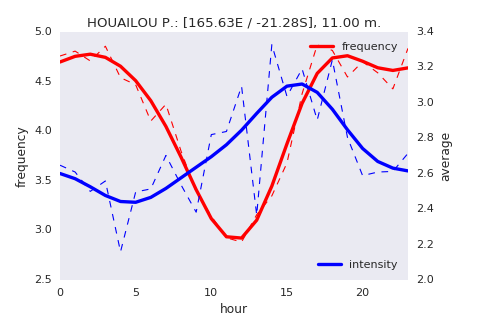 HOUAILOU P.: [165.63E / -21.28S], 11.00 m.
5.0
4.5
4.0
3.5
3.0
2.5
frequency
3.4
3.2
3.0
2.8
2.6
2.4
2.2
2.0
average
frequency
intensity
0 5 10 15 20
hour